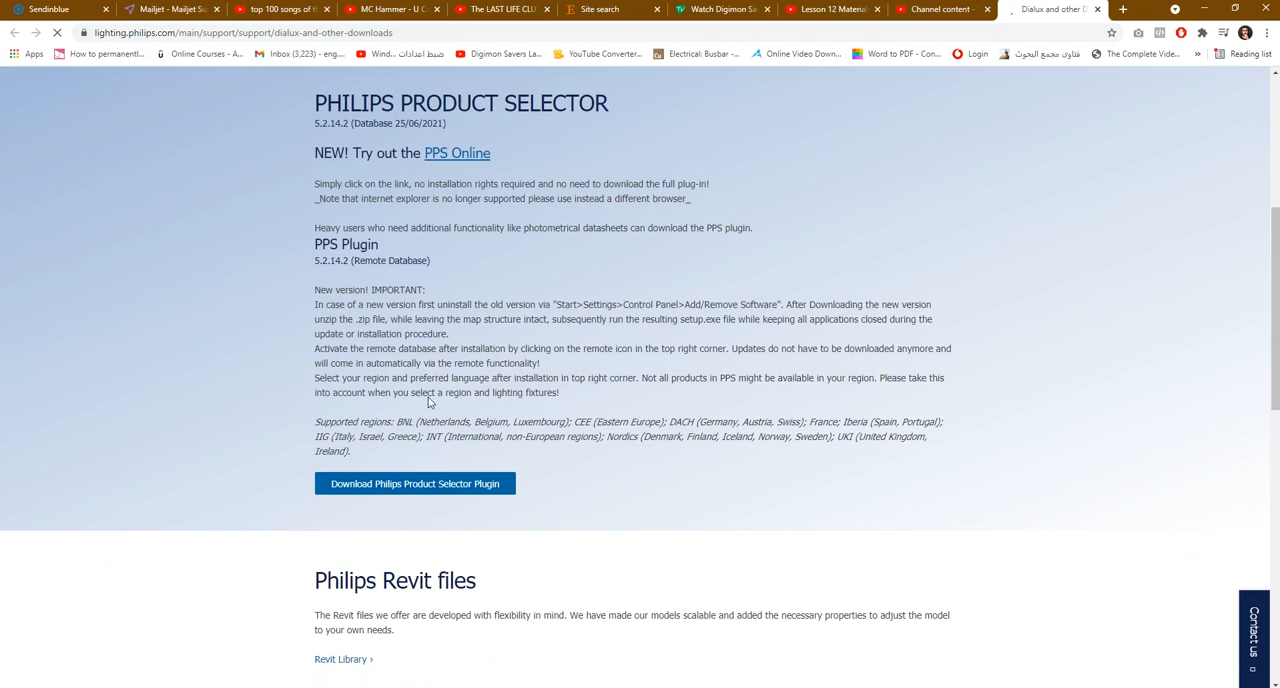 Sendinblue
Mailjet - Mailjet Su
top 100 songs of t
MC Hammer - U C
The LAST LIFE CLU
Site search
Watch Digimon Sa
Lesson 12 Material
Channel content - Y
Dialux and other D
lighting.philips.com/main/support/support/dialux-and-other-downloads
Apps
How to permanentl...
Online Courses - A...
Inbox (3,223) - eng....
Wind...
ضبط اعدادات
Digimon Savers La...
YouTube Converter...
Electrical: Busbar -...
Online Video Down...
Word to PDF - Con...
Login
فتاوى مجمع البحوث
The Complete Vide...
»
Reading list
PHILIPS PRODUCT SELECTOR
5.2.14.2 (Database 25/06/2021)
NEW! Try out the PPS Online
Simply click on the link, no installation rights required and no need to download the full plug-in!
_Note that internet explorer is no longer supported please use instead a different browser_
Heavy users who need additional functionality like photometrical datasheets can download the PPS plugin.
PPS Plugin
5.2.14.2 (Remote Database)
New version! IMPORTANT:
In case of a new version first uninstall the old version via "Start>Settings>Control Panel>Add/Remove Software". After Downloading the new version
unzip the .zip file, while leaving the map structure intact, subsequently run the resulting setup.exe file while keeping all applications closed during the
update or installation procedure.
Activate the remote database after installation by clicking on the remote icon in the top right corner. Updates do not have to be downloaded anymore and
will come in automatically via the remote functionality!
Select your region and preferred language after installation in top right corner. Not all products in PPS might be available in your region. Please take this
into account when you select a region and lighting fixtures!
Supported regions: BNL (Netherlands, Belgium, Luxembourg); CEE (Eastern Europe); DACH (Germany, Austria, Swiss); France; Iberia (Spain, Portugal);
IIG (Italy, Israel, Greece); INT (International, non-European regions); Nordics (Denmark, Finland, Iceland, Norway, Sweden); UKI (United Kingdom,
Ireland).
Download Philips Product Selector Plugin
Philips Revit files
The Revit files we offer are developed with flexibility in mind. We have made our models scalable and added the necessary properties to adjust the model
to your own needs.
Revit Library ›
Contact us